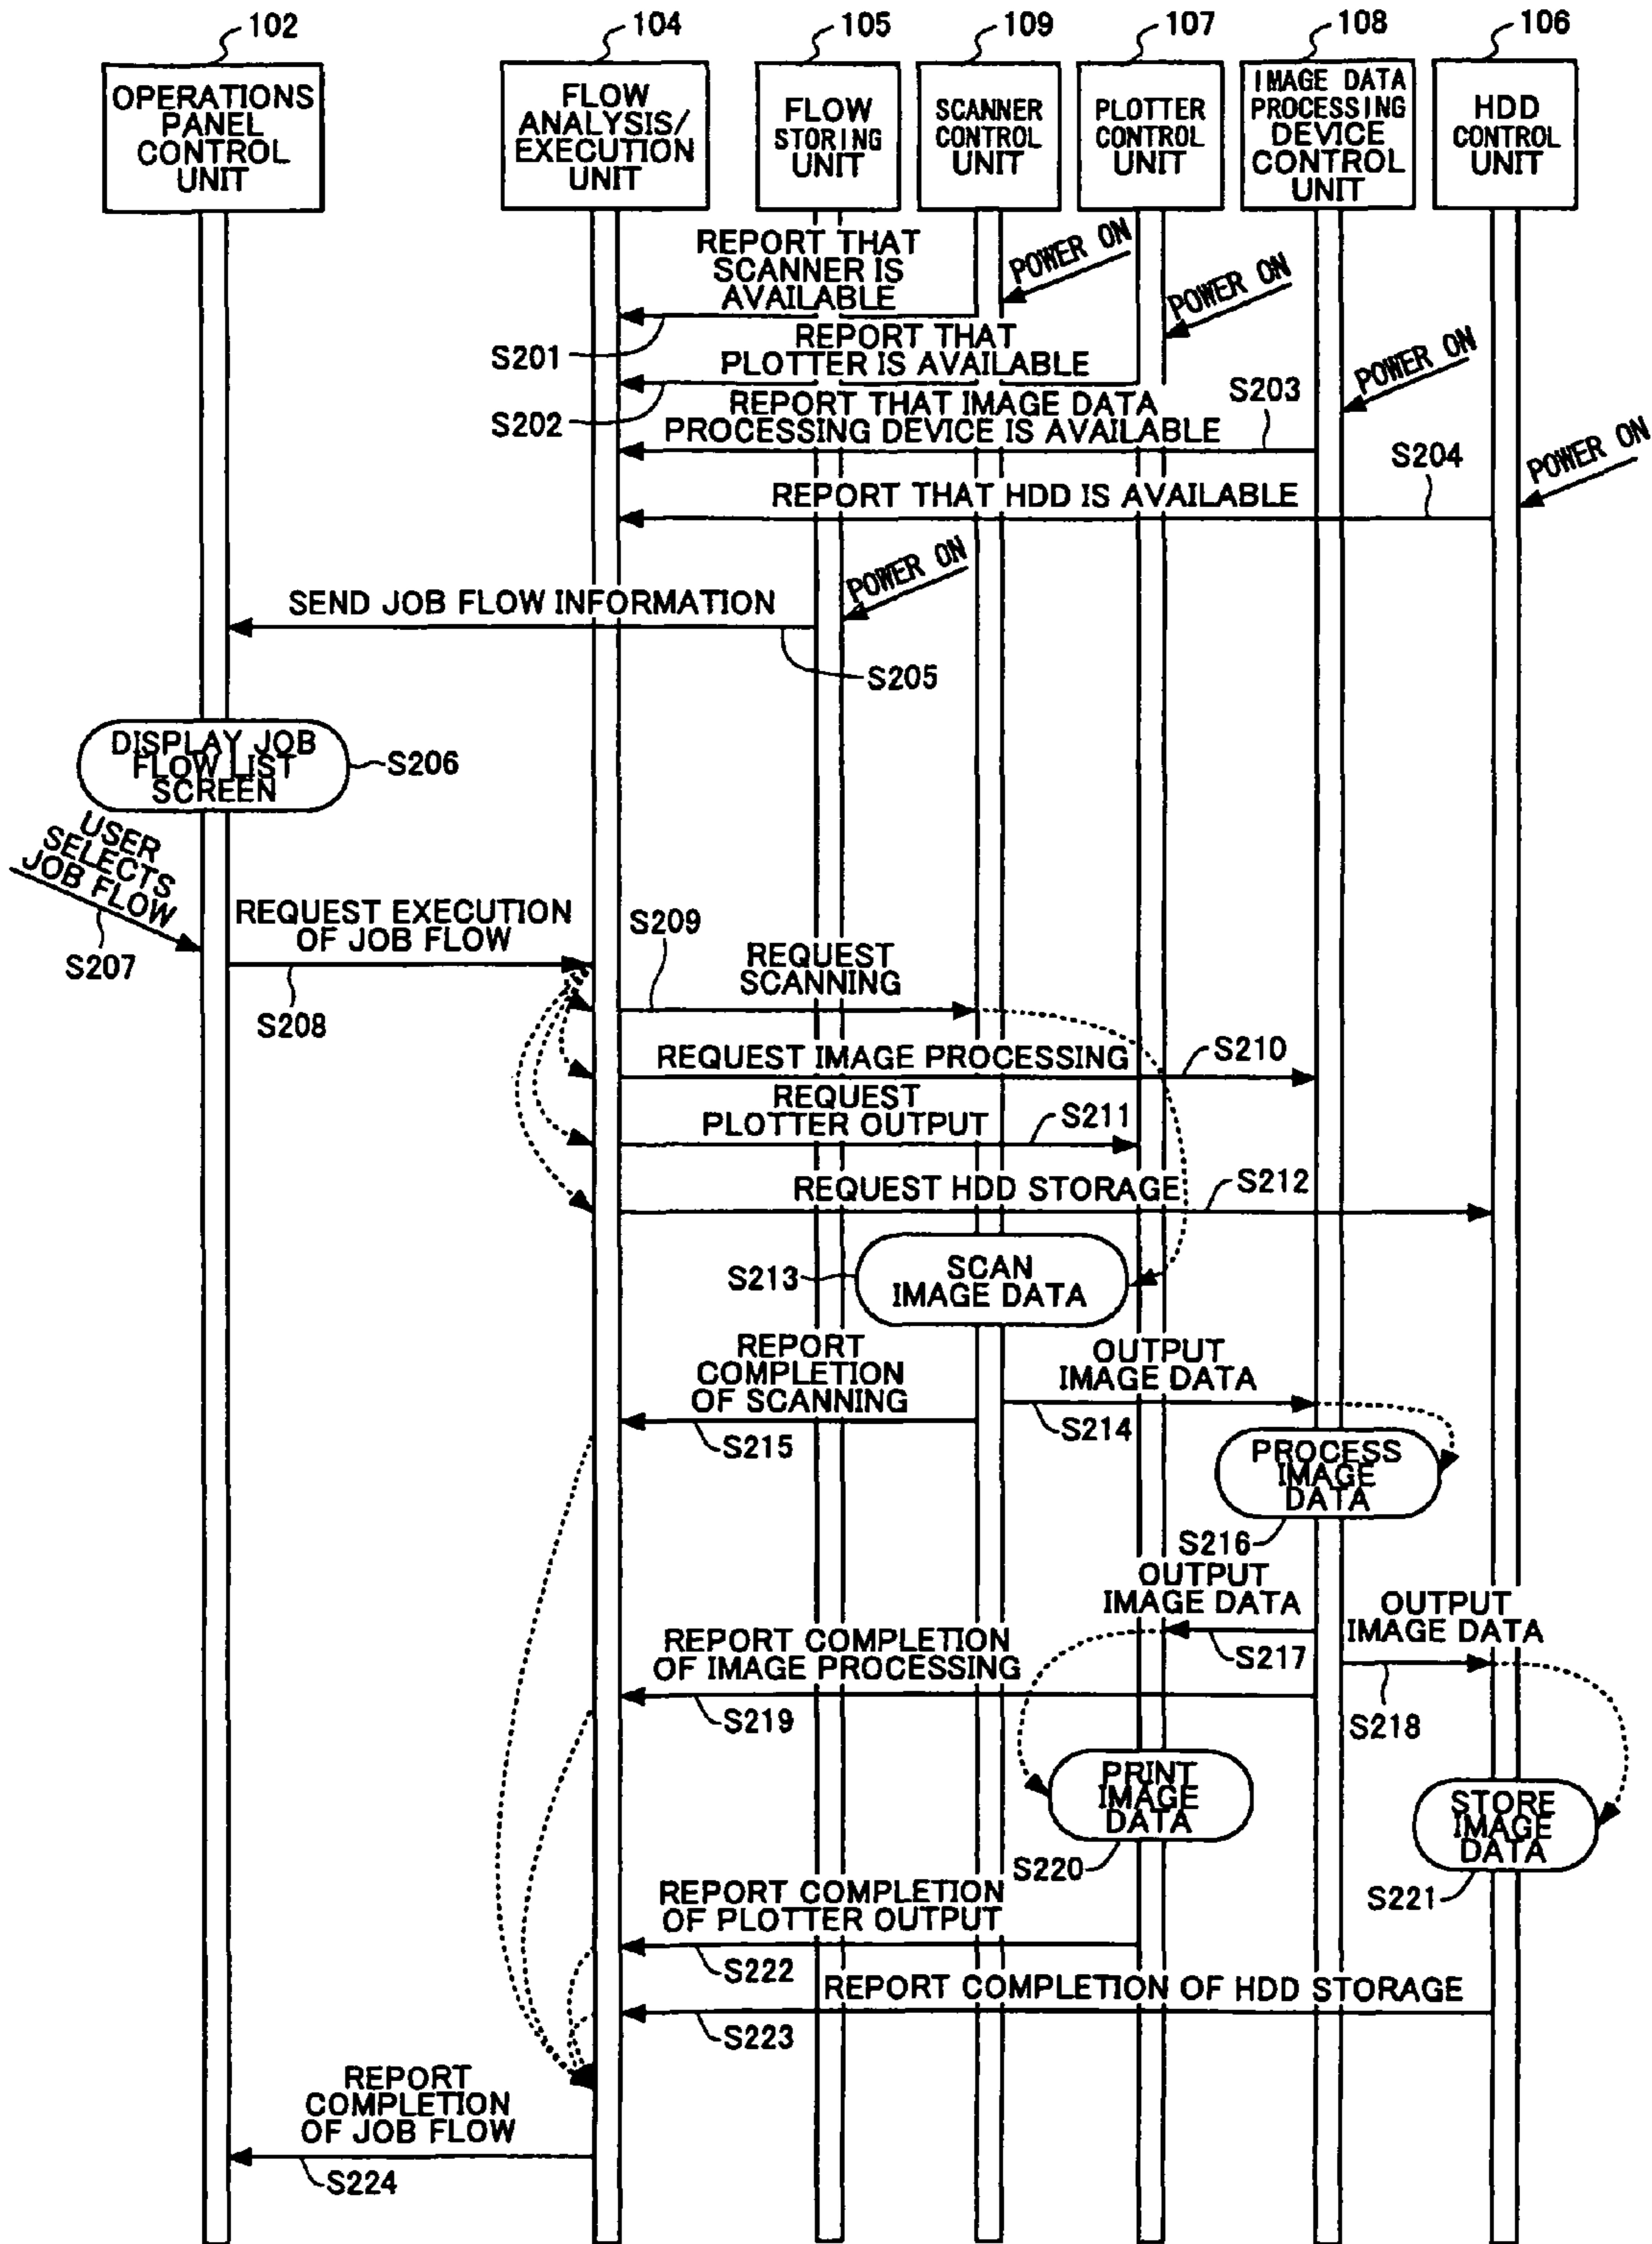 102
104
105
109
107
108
106
OPERATIONS
PANEL
CONTROL
UNIT
FLOW
ANALYSIS/
EXECUTION
UNIT
FLOW
STORING
UNIT
SCANNER
CONTROL
UNIT
PLOTTER
CONTROL
UNIT
IMAGE DATA
PROCESSING
DEVICE
CONTROL
UNIT
HDD
CONTROL
UNIT
REPORT THAT
SCANNER IS
AVAILABLE
POWER ON
S201
POWER ON
REPORT THAT
PLOTTER IS AVAILABLE
S202
POWER ON
REPORT THAT IMAGE DATA
PROCESSING DEVICE IS AVAILABLE
S203
POWER ON
REPORT THAT HDD IS AVAILABLE
S204
POWER ON
SEND JOB FLOW INFORMATION
S205
DISPLAY JOB
FLOW LIST
SCREEN
S206
USER
SELECTS
JOB FLOW
S207
REQUEST EXECUTION
OF JOB FLOW
S208
S209
REQUEST
SCANNING
REQUEST IMAGE PROCESSING
S210
REQUEST
PLOTTER OUTPUT
S211
REQUEST HDD STORAGE
S212
S213
SCAN
IMAGE DATA
REPORT
COMPLETION
OF SCANNING
S215
OUTPUT
IMAGE DATA
S214
PROCESS
IMAGE
DATA
S216
OUTPUT
IMAGE DATA
S217
OUTPUT
IMAGE DATA
S218
REPORT COMPLETION
OF IMAGE PROCESSING
S219
PRINT
IMAGE
DATA
S220
STORE
IMAGE
DATA
S221
REPORT COMPLETION
OF PLOTTER OUTPUT
S222
REPORT COMPLETION OF HDD STORAGE
S223
REPORT
COMPLETION
OF JOB FLOW
S224